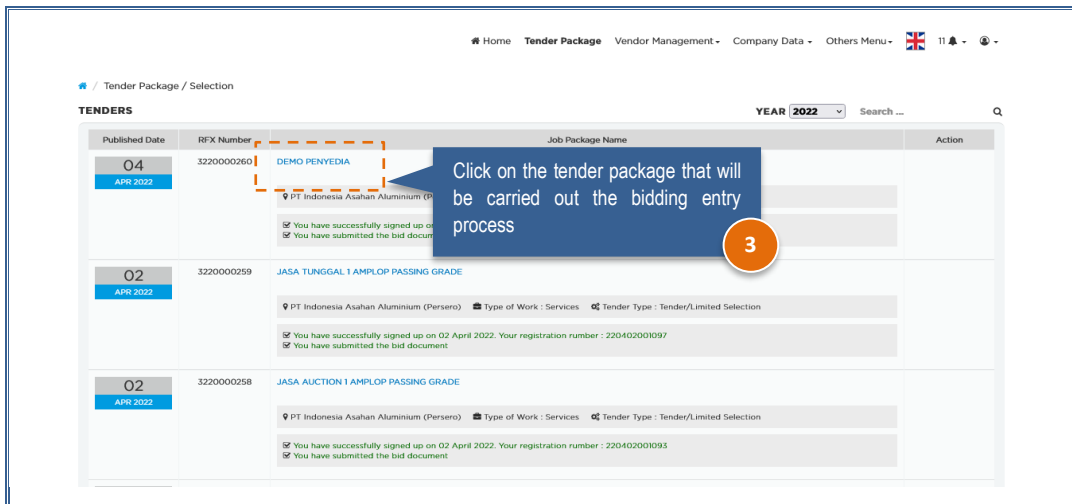 Home Tender Package Vendor Management Company Data Others Menu 11
/ Tender Package / Selection
TENDERS YEAR 2022 Search ...
Published Date RFX Number Job Package Name Action
04 3220000260 DEMO PENYEDIA
APR 2022
PT Indonesia Asahan Aluminium
You have successfully signed up
You have submitted the bid
Click on the tender package that will
be carried out the bidding entry
process
3
02 3220000259 JASA TUNGGAL 1 AMPLOP PASSING GRADE
APR 2022
PT Indonesia Asahan Aluminium (Persero) Type of Work : Services Tender Type : Tender/Limited Selection
You have successfully signed up on 02 April 2022. Your registration number : 220402001097
You have submitted the bid document
02 3220000258 JASA AUCTION 1 AMPLOP PASSING GRADE
APR 2022
PT Indonesia Asahan Aluminium (Persero) Type of Work : Services Tender Type : Tender/Limited Selection
You have successfully signed up on 02 April 2022. Your registration number : 220402001093
You have submitted the bid document